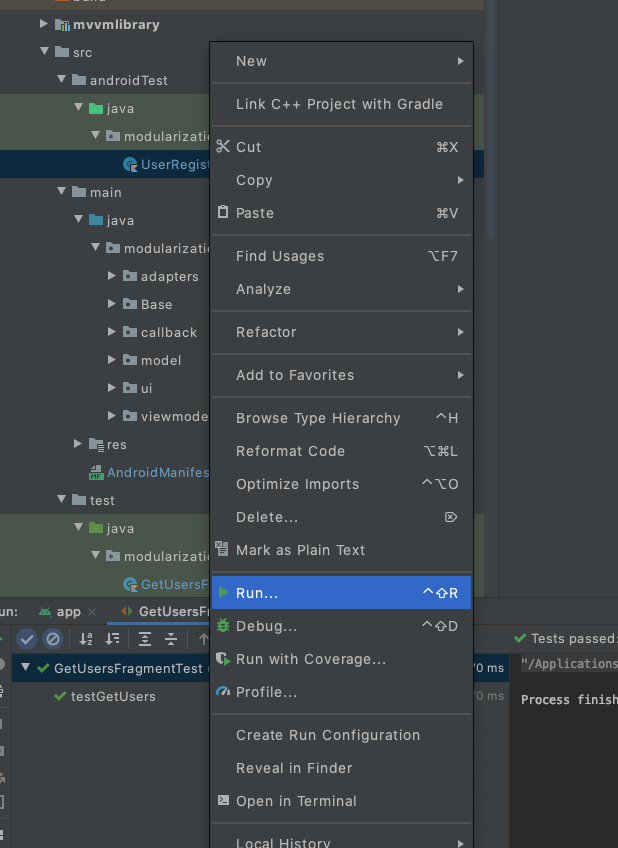 build
mvvmlibrary
src
androidTest
java
modularizatio
UserRegist
main
java
modularizatio
adapters
Base
callback
model
ui
viewmode
res
AndroidManifes
test
java
modularizatio
GetUsersF
New
Link C++ Project with Gradle
Cut ⌘X
Copy
Paste ⌘V
Find Usages ⌥F7
Analyze
Refactor
Add to Favorites
Browse Type Hierarchy ^H
Reformat Code ⌥⌘L
Optimize Imports ^⌥O
Delete... ⌦
Mark as Plain Text
Run... ^⇧R
Debug... ^⇧D
Run with Coverage...
Profile...
Create Run Configuration
Reveal in Finder
Open in Terminal
Local History
un: app × GetUsersFr
Tests passed:
GetUsersFragmentTest (
70 ms
testGetUsers
70 ms
"/Applications
Process finish